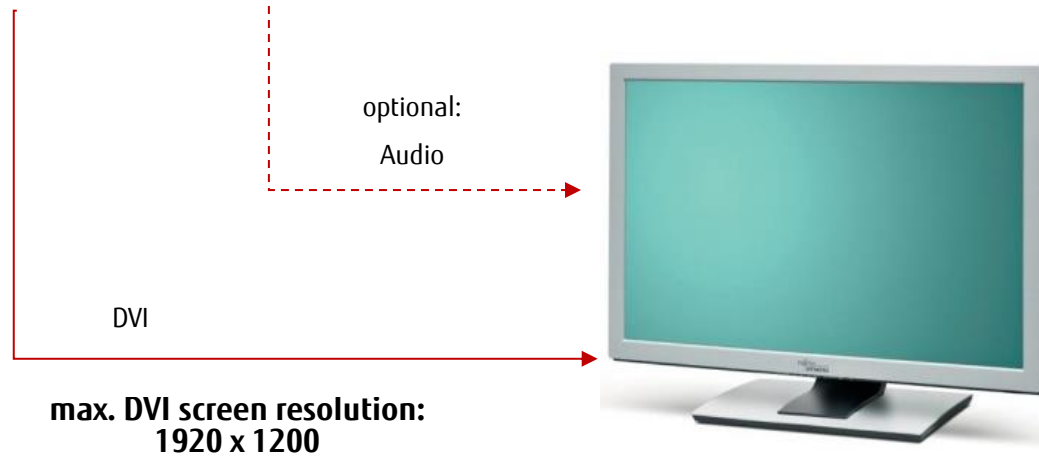 optional:
Audio
DVI
max. DVI screen resolution:
1920 x 1200